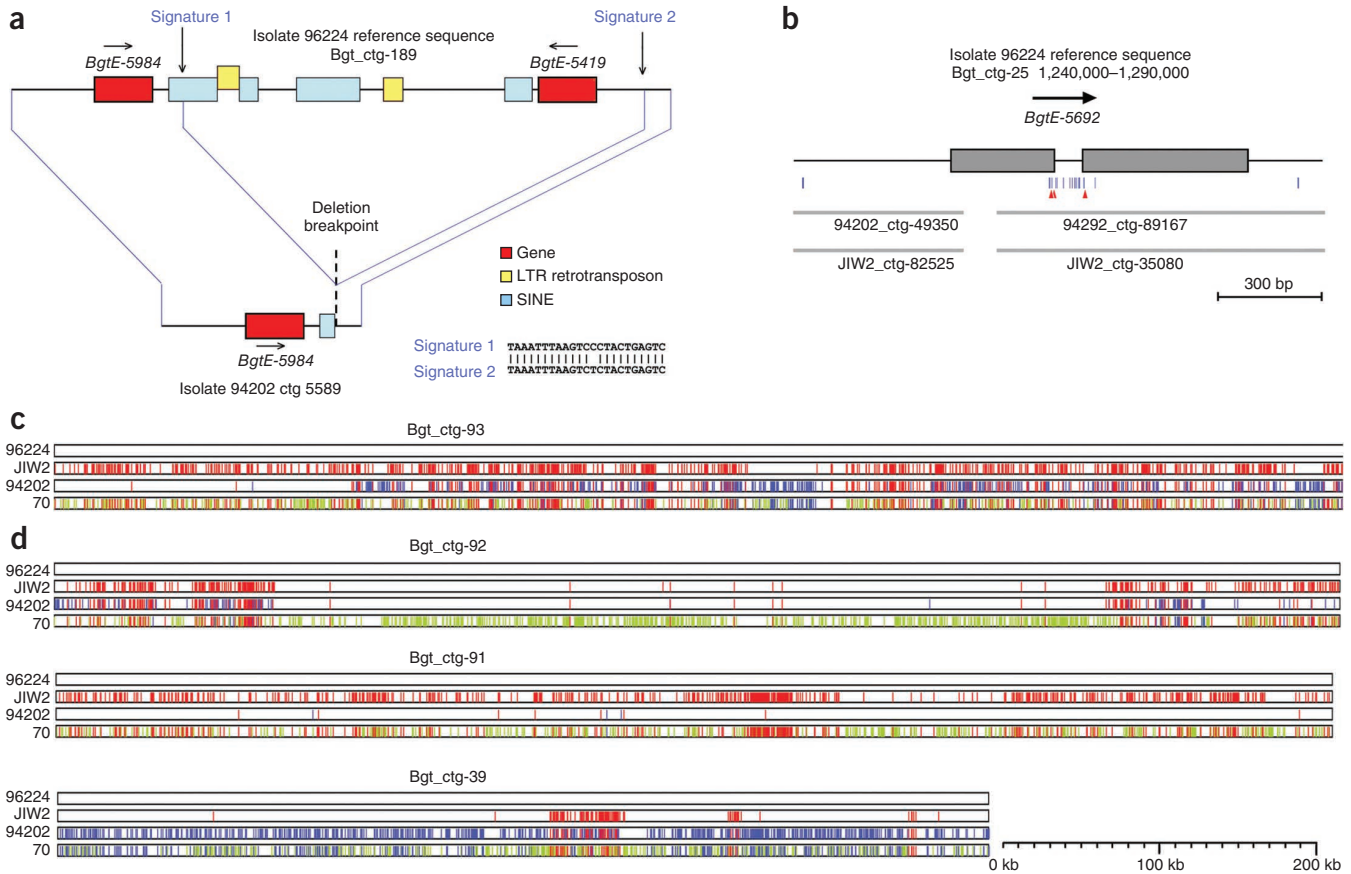 a
Signature 1
Signature 2
Isolate 96224 reference sequence
Bgt_ctg-189
BgtE-5984
BgtE-5419
Deletion
breakpoint
Gene
LTR retrotransposon
SINE
BgtE-5984
Isolate 94202 ctg 5589
Signature 1 TAAATTTAAGTCCCTACTGAGTC
Signature 2 TAAATTTAAGTCTCTACTGAGTC
b
Isolate 96224 reference sequence
Bgt_ctg-25 1,240,000–1,290,000
BgtE-5692
94202_ctg-49350
94292_ctg-89167
JIW2_ctg-82525
JIW2_ctg-35080
300 bp
c
Bgt_ctg-93
96224
JIW2
94202
70
d
Bgt_ctg-92
96224
JIW2
94202
70
Bgt_ctg-91
96224
JIW2
94202
70
Bgt_ctg-39
96224
JIW2
94202
70
0 kb 100 kb 200 kb